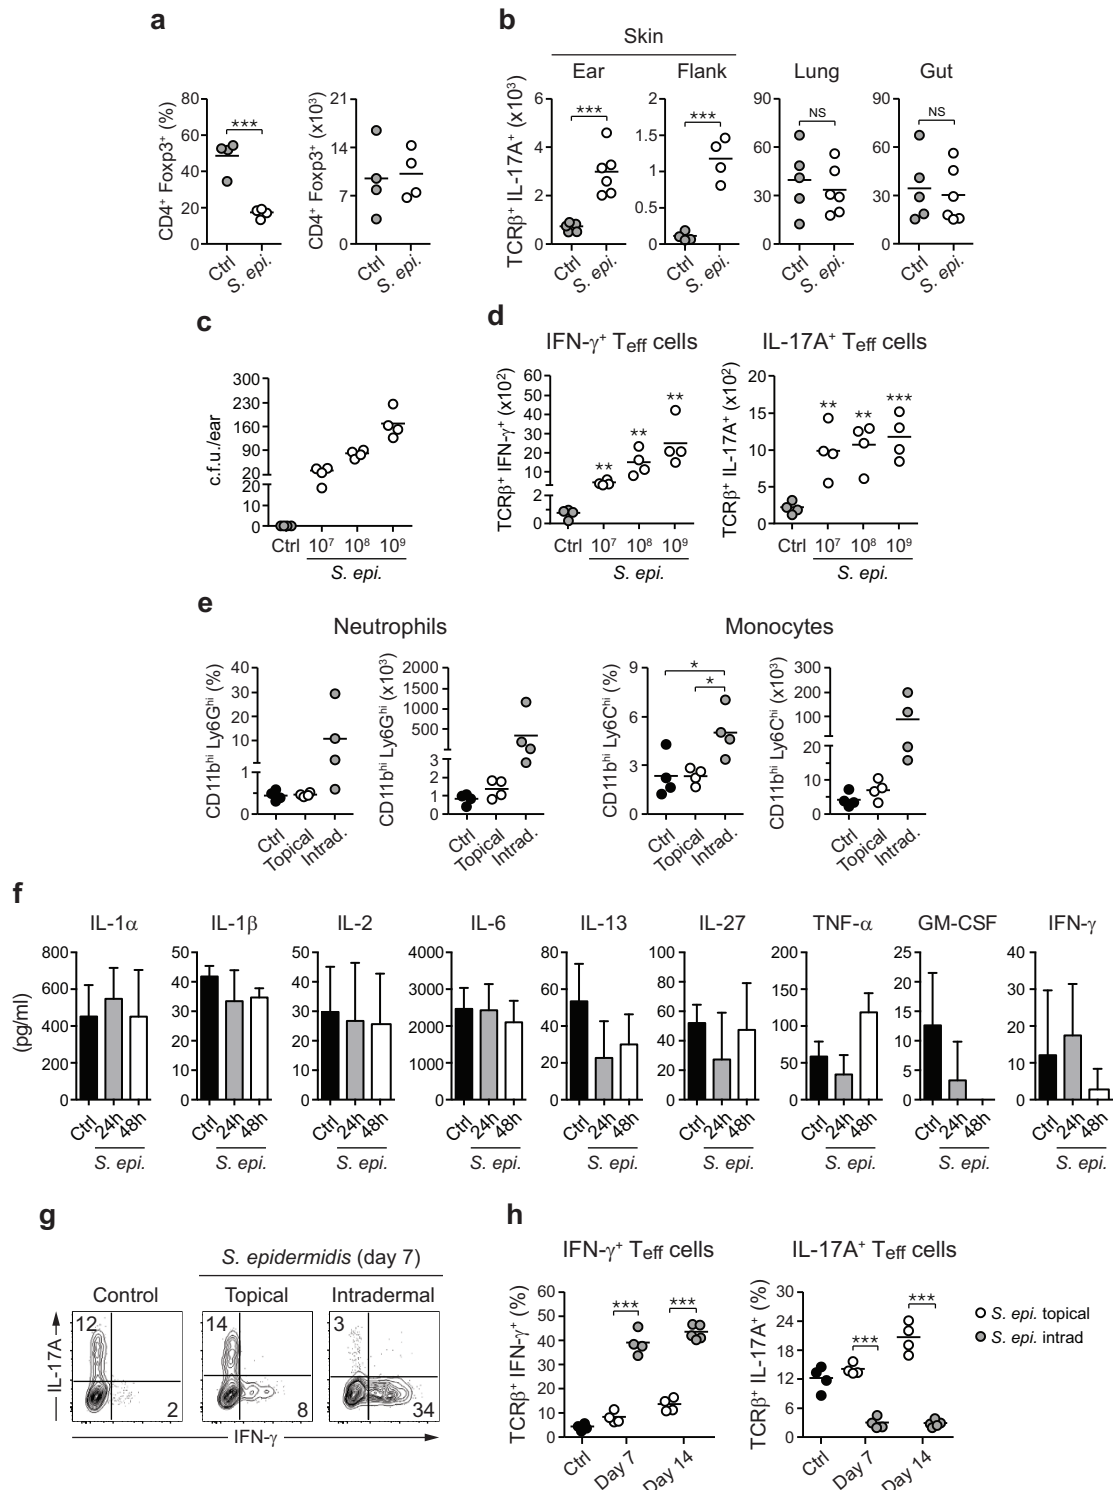 a
CD4⁺ Foxp3⁺ (%)
80
60
40
20
0
***
Ctrl
S. epi.
CD4⁺ Foxp3⁺ (x10³)
21
14
7
0
Ctrl
S. epi.
b
Skin
Ear
Flank
Lung
Gut
TCRβ⁺ IL-17A⁺ (x10³)
6
4
2
0
***
Ctrl
S. epi.
2
1.5
1
0.5
0
***
Ctrl
S. epi.
90
60
30
0
NS
Ctrl
S. epi.
90
60
30
0
NS
Ctrl
S. epi.
c
c.f.u./ear
300
230
160
90
20
20
10
0
Ctrl
10⁷
10⁸
10⁹
S. epi.
d
IFN-γ⁺ Teff cells
TCRβ⁺ IFN-γ⁺ (x10²)
60
50
40
30
20
10
2
1
0
**
**
**
Ctrl
10⁷
10⁸
10⁹
S. epi.
IL-17A⁺ Teff cells
TCRβ⁺ IL-17A⁺ (x10²)
20
15
10
5
0
**
**
***
Ctrl
10⁷
10⁸
10⁹
S. epi.
e
Neutrophils
CD11bhi Ly6Ghi (%)
40
30
20
10
1
0
Ctrl
Topical
Intrad.
CD11bhi Ly6Ghi (x10³)
2000
1500
1000
500
3
2
1
0
Ctrl
Topical
Intrad.
Monocytes
CD11bhi Ly6Chi (%)
9
6
3
0
*
*
Ctrl
Topical
Intrad.
CD11bhi Ly6Chi (x10³)
300
200
100
20
10
0
Ctrl
Topical
Intrad.
f
(pg/ml)
IL-1α
800
600
400
200
0
Ctrl
24h
48h
S. epi.
IL-1β
50
40
30
20
10
0
Ctrl
24h
48h
S. epi.
IL-2
50
40
30
20
10
0
Ctrl
24h
48h
S. epi.
IL-6
4000
3000
2000
1000
0
Ctrl
24h
48h
S. epi.
IL-13
80
60
40
20
0
Ctrl
24h
48h
S. epi.
IL-27
100
80
60
40
20
0
Ctrl
24h
48h
S. epi.
TNF-α
200
150
100
50
0
Ctrl
24h
48h
S. epi.
GM-CSF
25
20
15
10
5
0
Ctrl
24h
48h
S. epi.
IFN-γ
40
30
20
10
0
Ctrl
24h
48h
S. epi.
g
S. epidermidis (day 7)
Control
Topical
Intradermal
IL-17A
12
2
14
8
3
34
IFN-γ
h
IFN-γ⁺ Teff cells
TCRβ⁺ IFN-γ⁺ (%)
60
50
40
30
20
10
0
***
***
Ctrl
Day 7
Day 14
IL-17A⁺ Teff cells
TCRβ⁺ IL-17A⁺ (%)
30
24
18
12
6
0
***
***
Ctrl
Day 7
Day 14
S. epi. topical
S. epi. intrad